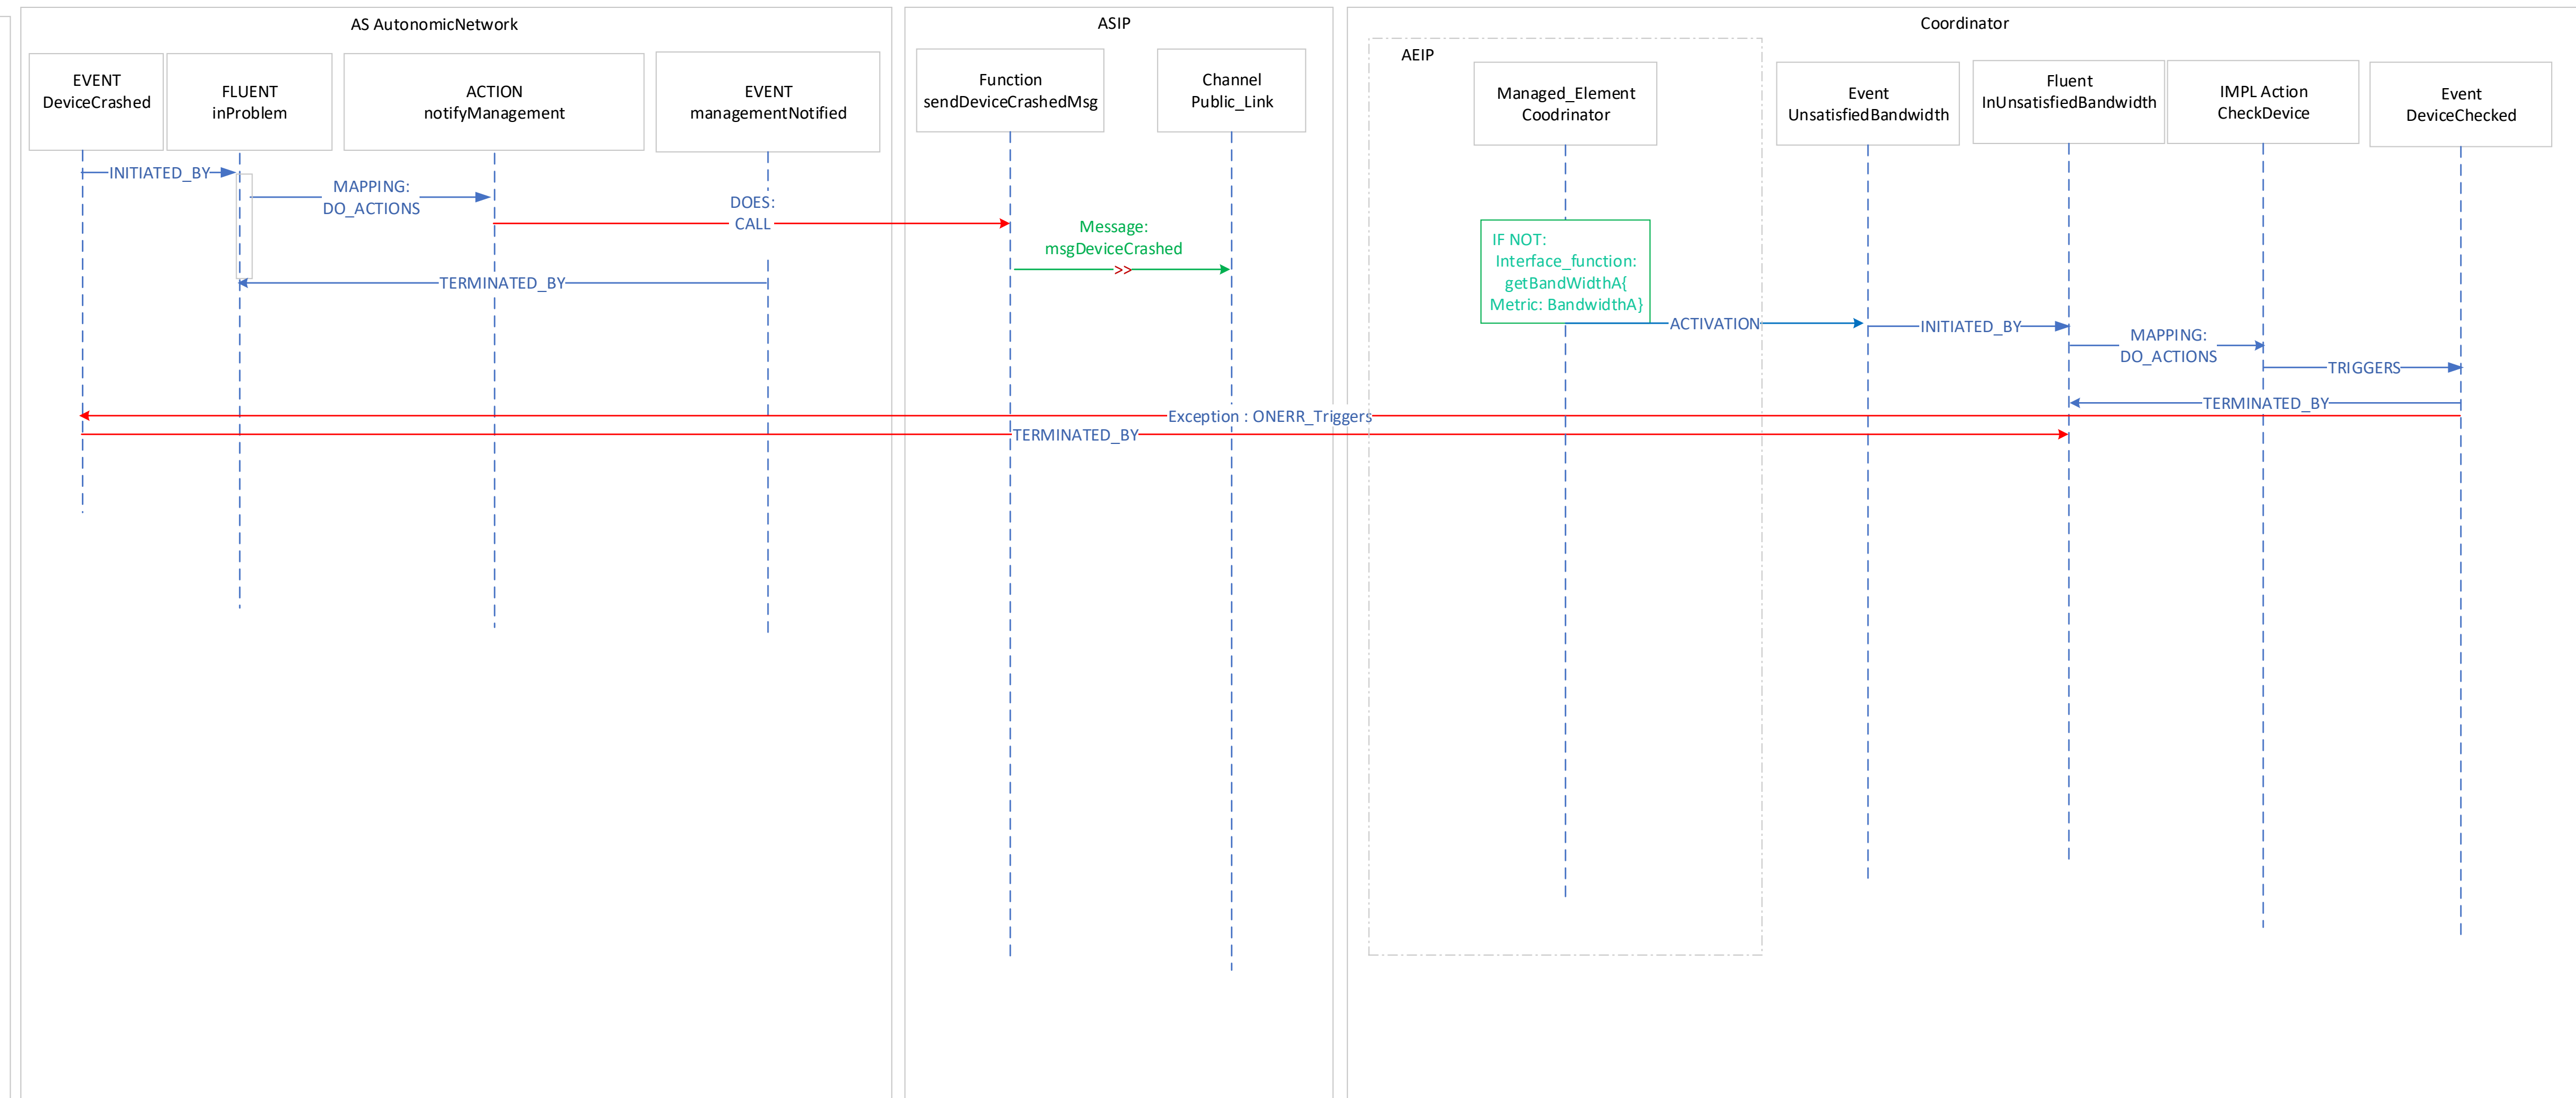 AS AutonomicNetwork
EVENT
DeviceCrashed
FLUENT
inProblem
ACTION
notifyManagement
EVENT
managementNotified
INITIATED_BY
MAPPING:
DO_ACTIONS
DOES:
CALL
TERMINATED_BY
ASIP
Function
sendDeviceCrashedMsg
Channel
Public_Link
Message:
msgDeviceCrashed
>>
Coordinator
AEIP
Managed_Element
Coodrinator
Event
UnsatisfiedBandwidth
Fluent
InUnsatisfiedBandwidth
IMPL Action
CheckDevice
Event
DeviceChecked
IF NOT:
Interface_function:
getBandWidthA{
Metric: BandwidthA}
ACTIVATION
INITIATED_BY
MAPPING:
DO_ACTIONS
TRIGGERS
TERMINATED_BY
Exception : ONERR_Triggers
TERMINATED_BY